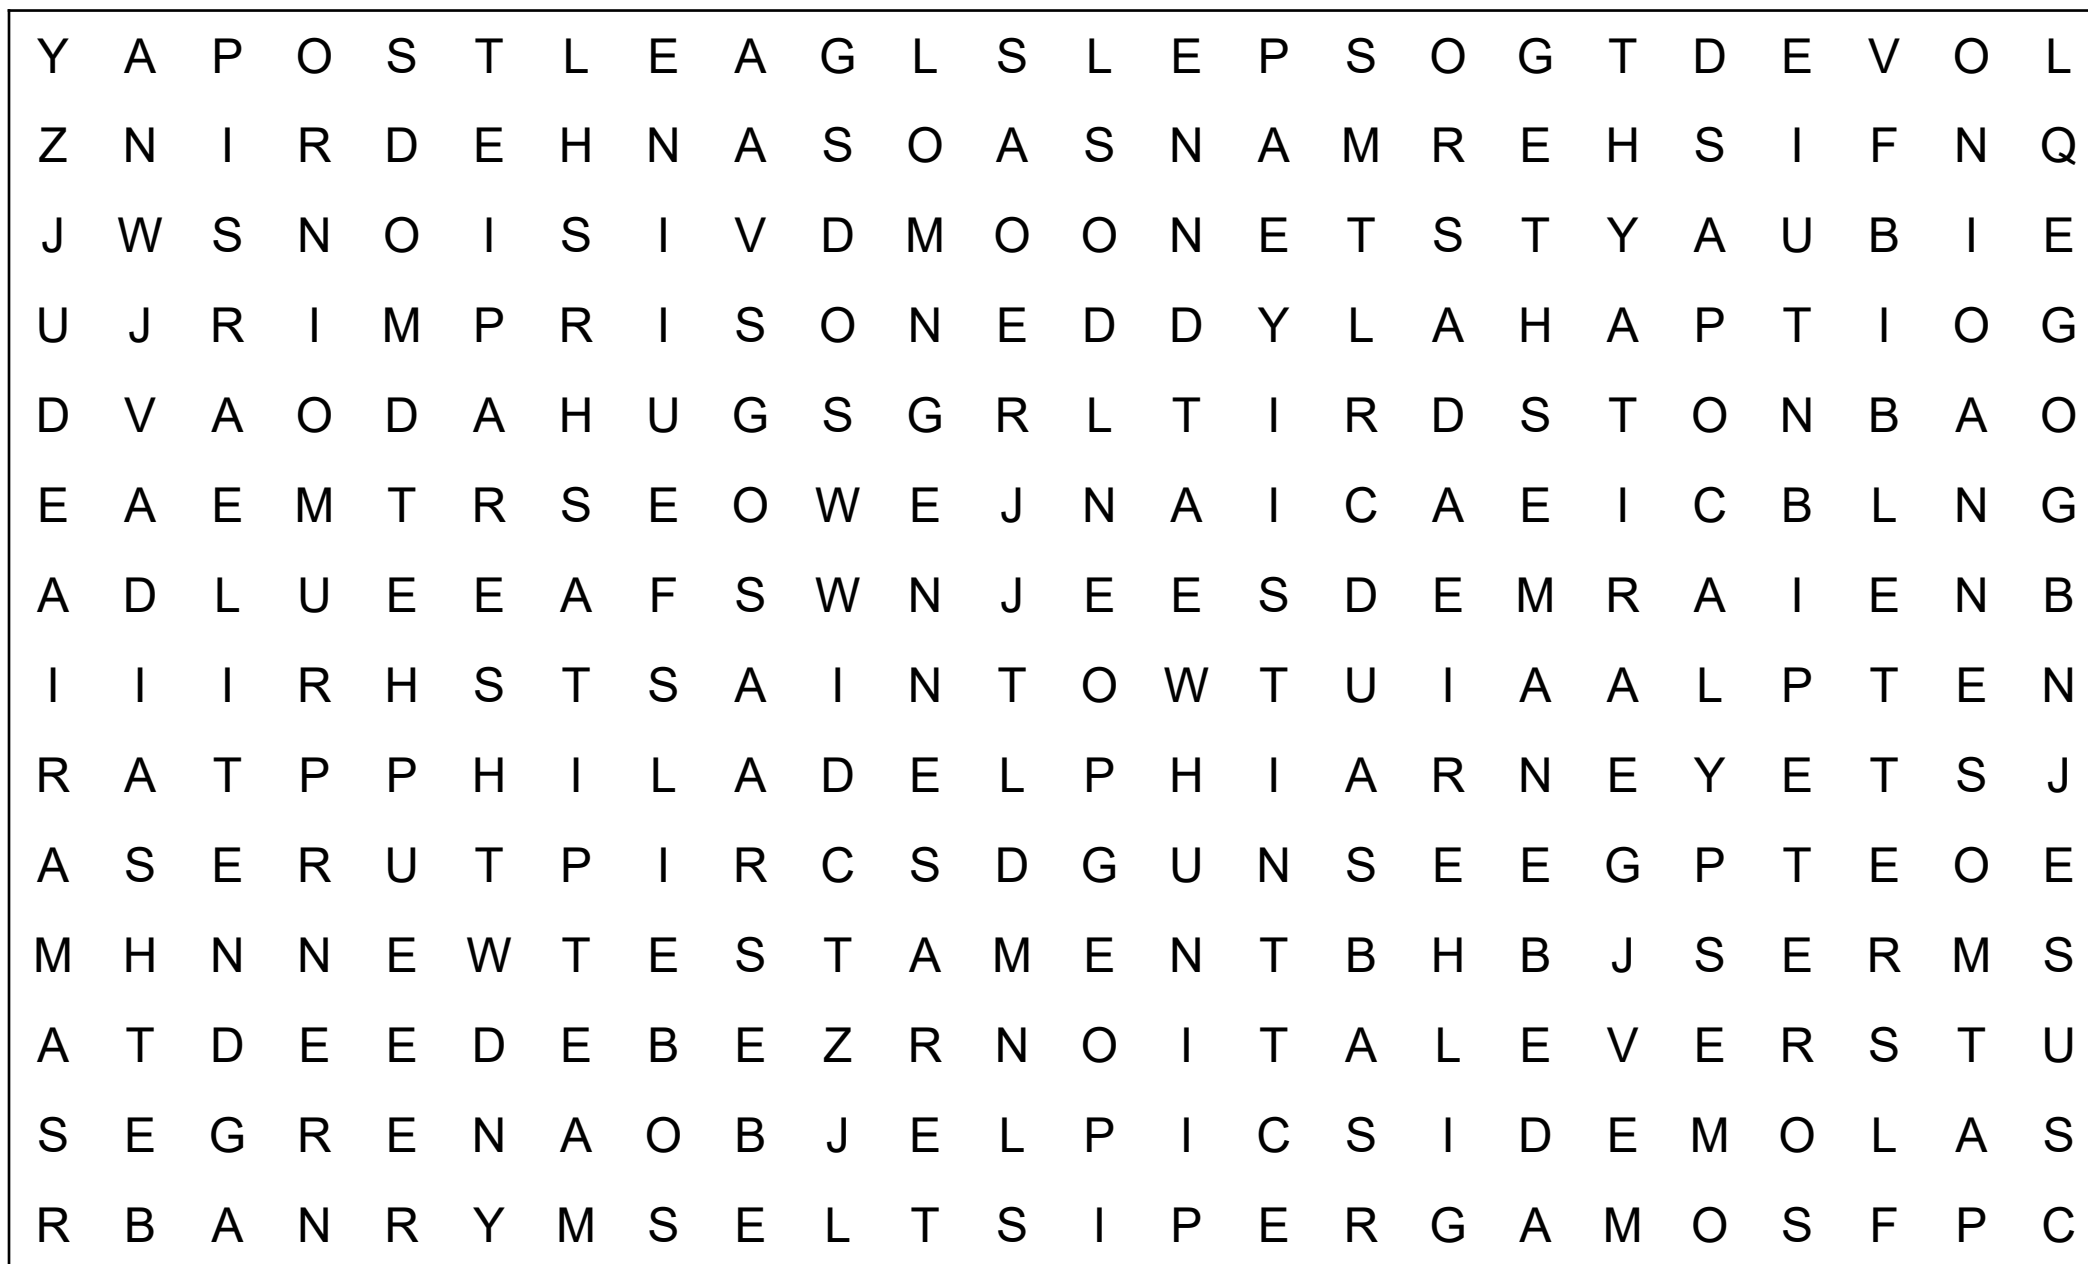 Y A P O S T L E A G L S L E P S O G T D E V O L
Z N I R D E H N A S O A S N A M R E H S I F N Q
J W S N O I S I V D M O O N E T S T Y A U B I E
U J R I M P R I S O N E D D Y L A H A P T I O G
D V A O D A H U G S G R L T I R D S T O N B A O
E A E M T R S E O W E J N A I C A E I C B L N G
A D L U E E A F S W N J E E S D E M R A I E N B
I I I R H S T S A I N T O W T U I A A L P T E N
R A T P P H I L A D E L P H I A R N E Y E T S J
A S E R U T P I R C S D G U N S E E G P T E O E
M H N N E W T E S T A M E N T B H B J S E R M S
A T D E E D E B E Z R N O I T A L E V E R S T U
S E G R E N A O B J E L P I C S I D E M O L A S
R B A N R Y M S E L T S I P E R G A M O S F P C